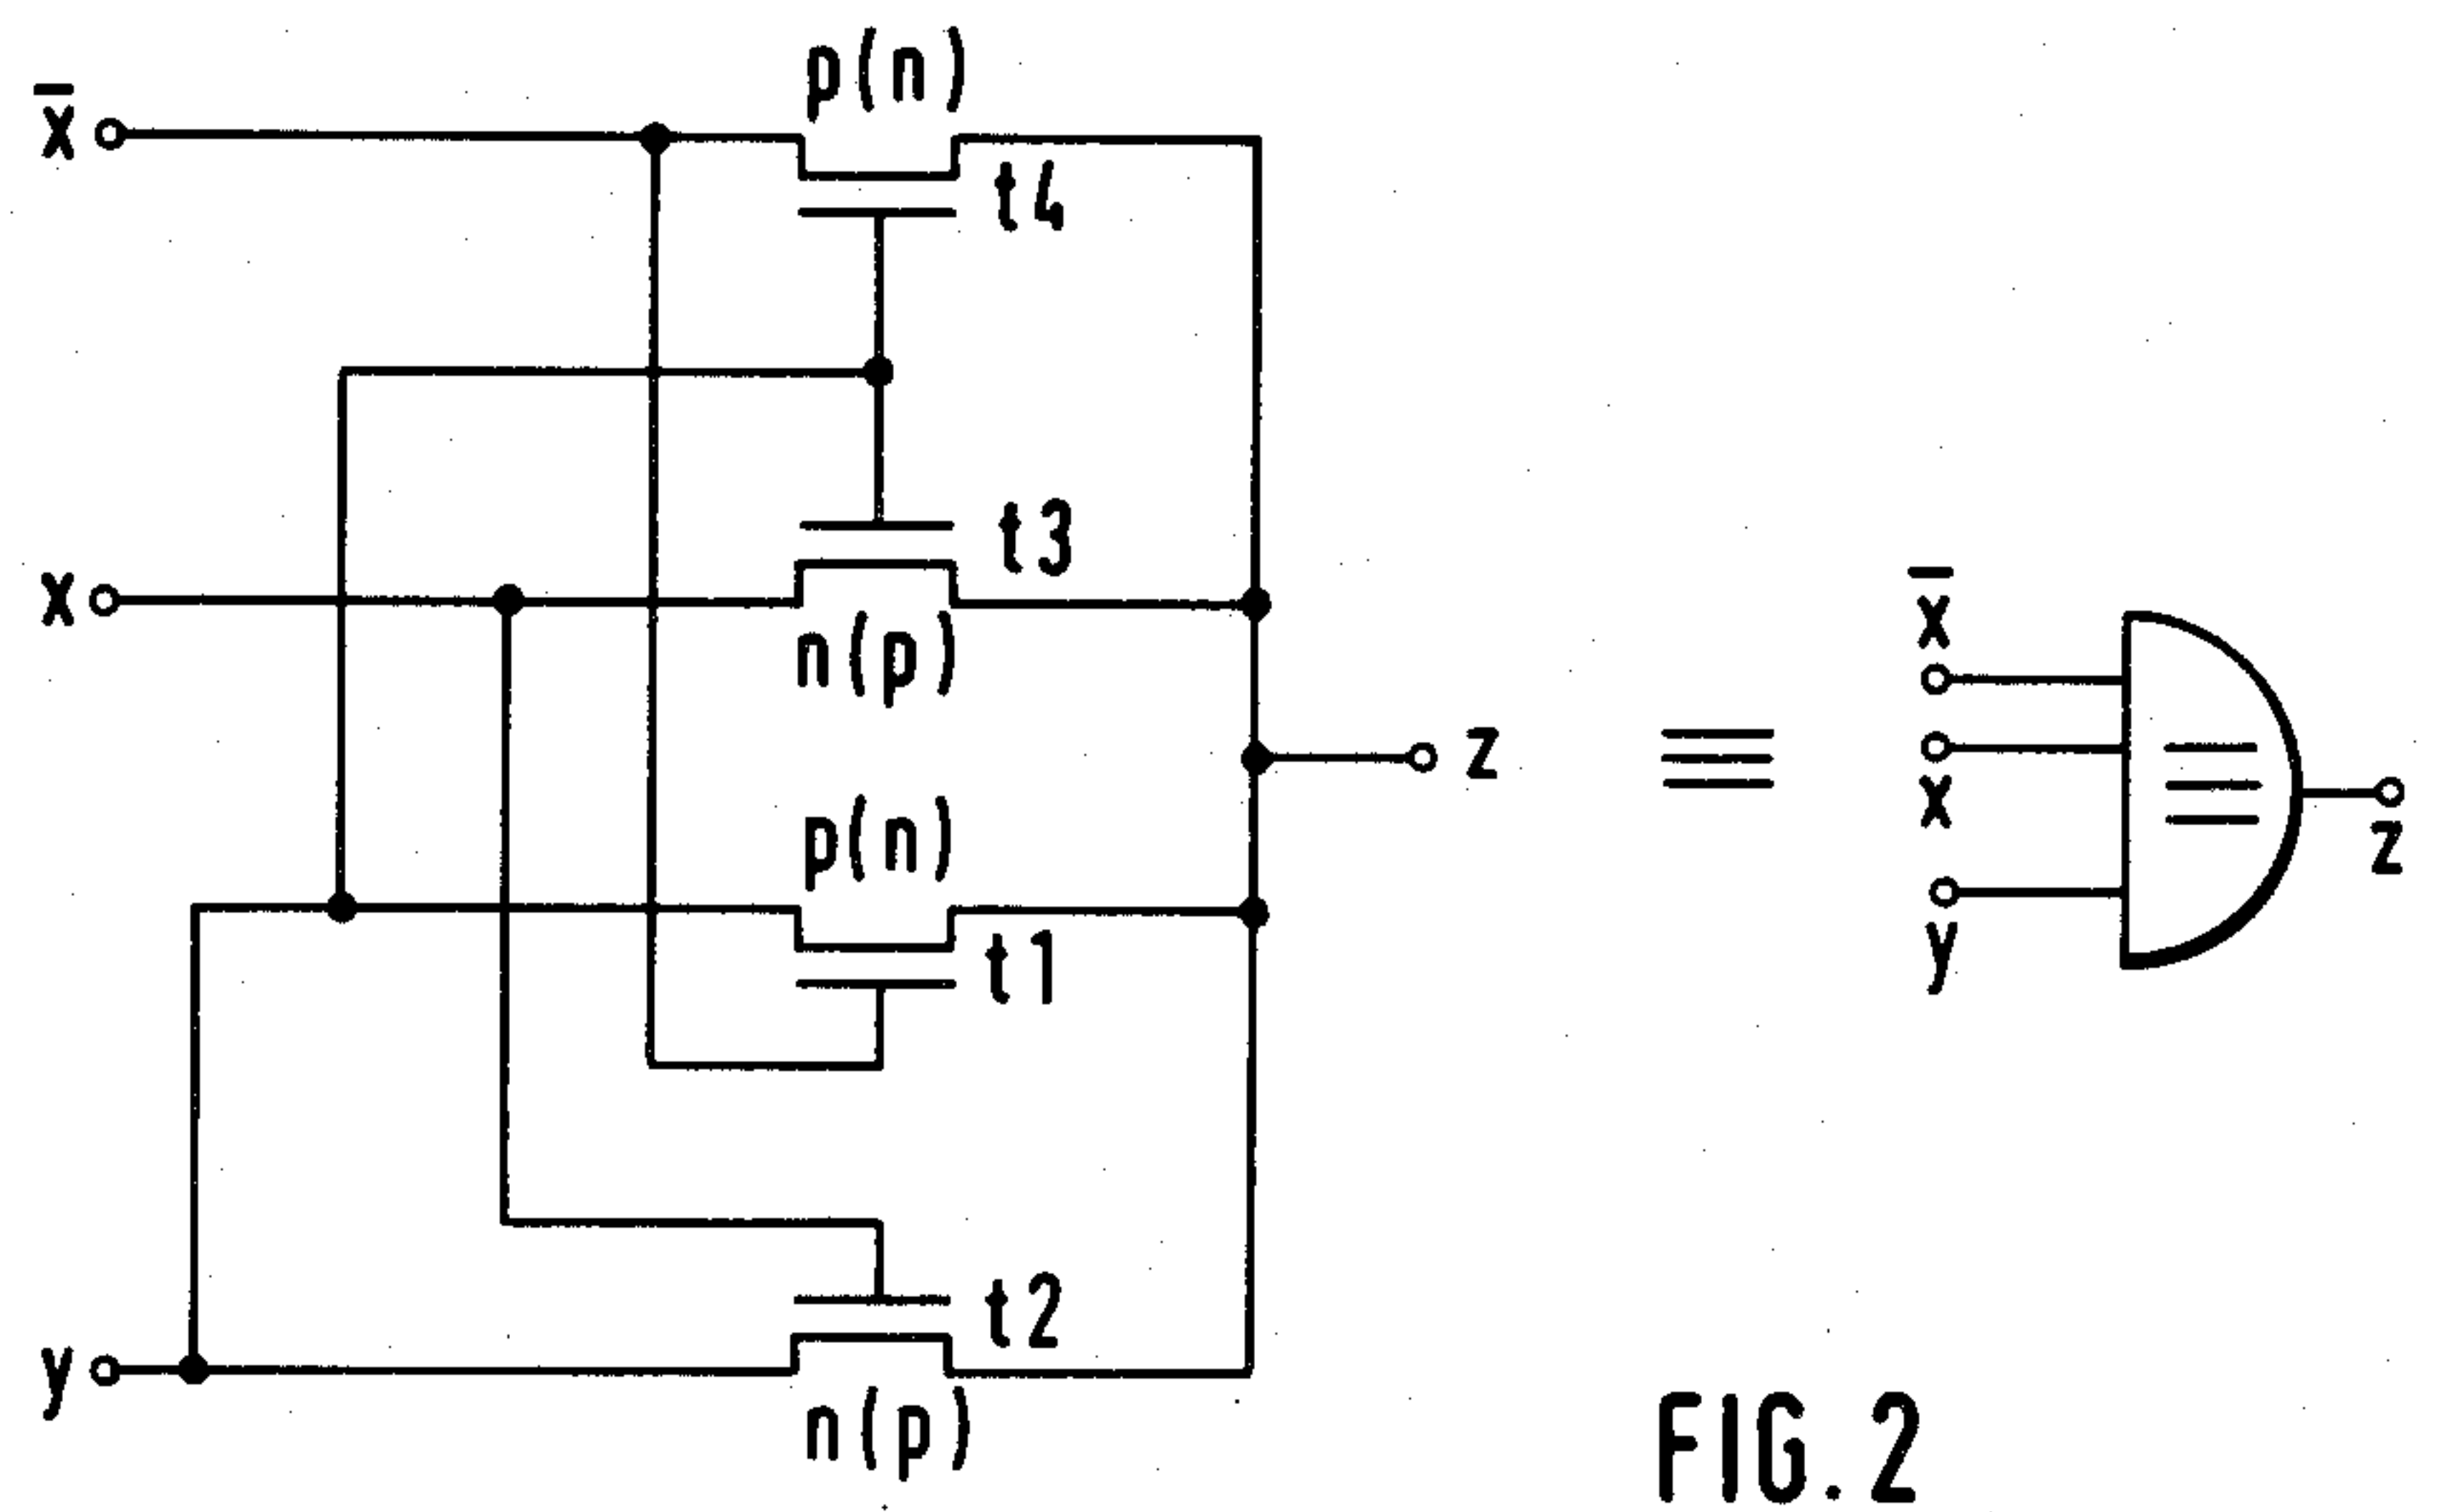 p(n)
x̄
t4
t3
x
n(p)
x̄
z
≡
≡
x
z
p(n)
t1
y
t2
y
n(p)
FIG.2